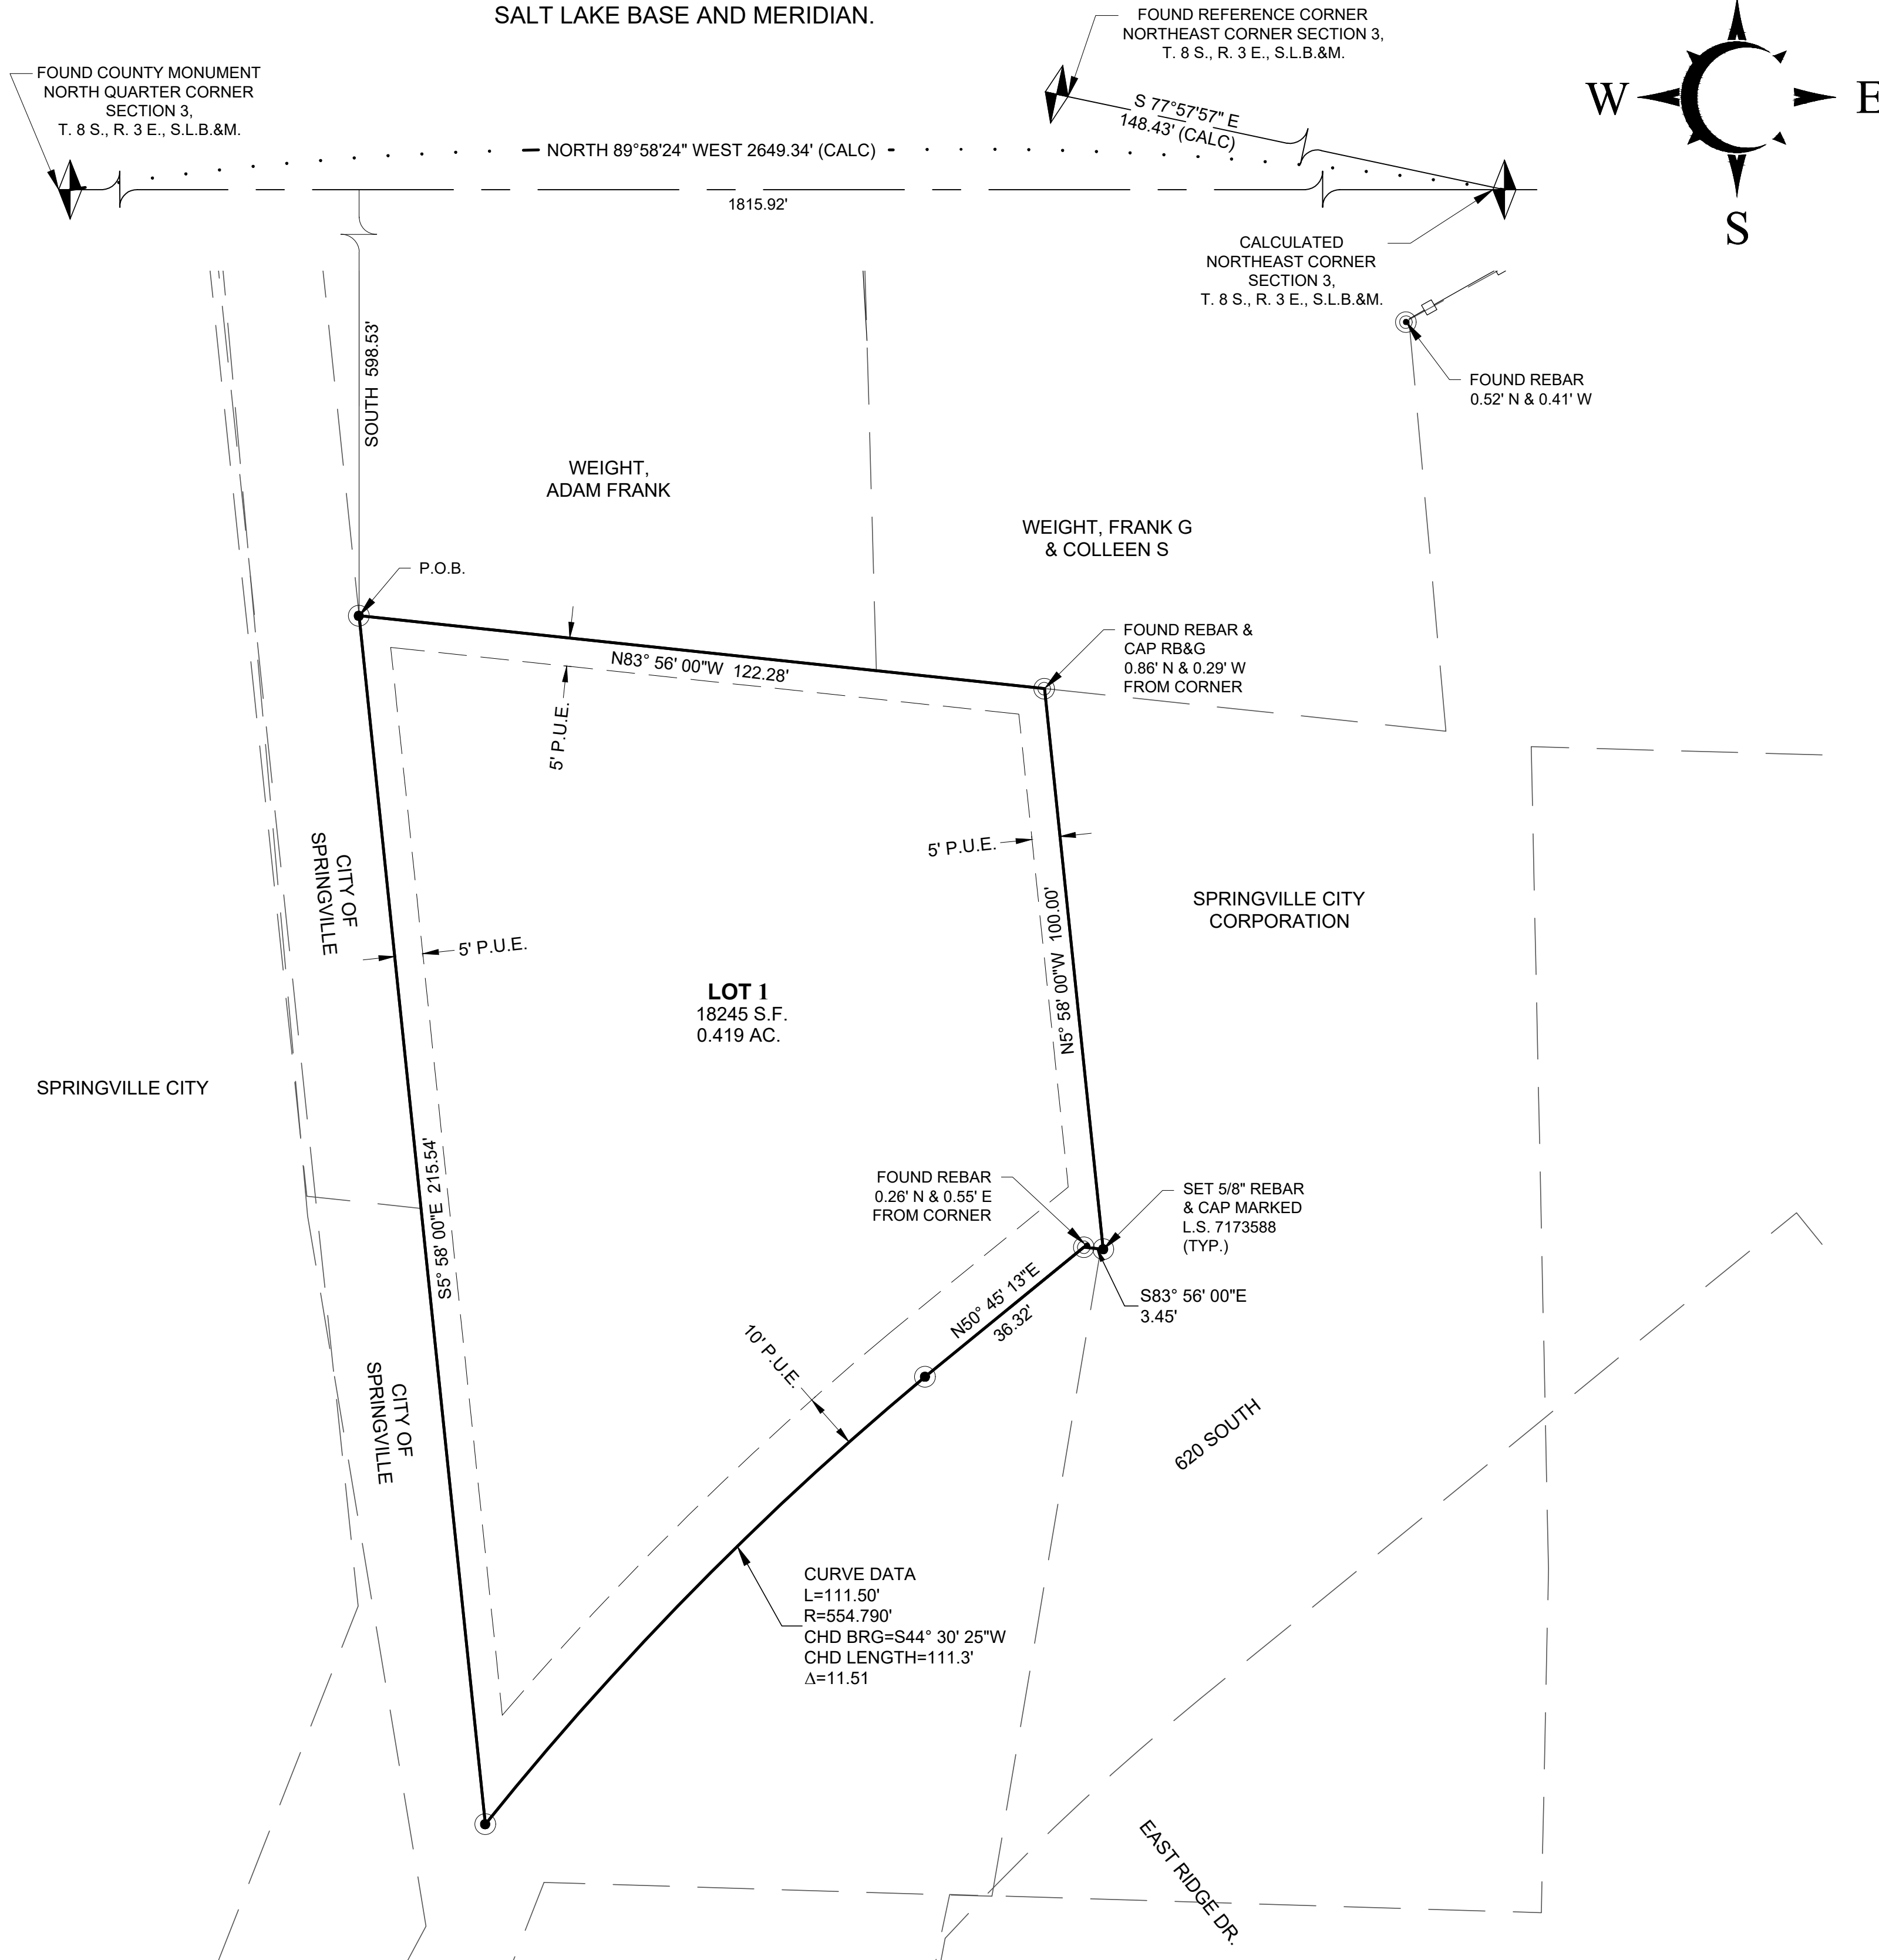 SALT LAKE BASE AND MERIDIAN.
FOUND REFERENCE CORNER
NORTHEAST CORNER SECTION 3,
T. 8 S., R. 3 E., S.L.B.&M.
FOUND COUNTY MONUMENT
NORTH QUARTER CORNER
SECTION 3,
T. 8 S., R. 3 E., S.L.B.&M.
W
E
S
S 77°57'57" E
148.43' (CALC)
NORTH 89°58'24" WEST 2649.34' (CALC)
1815.92'
CALCULATED
NORTHEAST CORNER
SECTION 3,
T. 8 S., R. 3 E., S.L.B.&M.
SOUTH 598.53'
FOUND REBAR
0.52' N & 0.41' W
WEIGHT,
ADAM FRANK
WEIGHT, FRANK G
& COLLEEN S
P.O.B.
FOUND REBAR &
CAP RB&G
0.86' N & 0.29' W
FROM CORNER
N83° 56' 00"W 122.28'
5' P.U.E.
5' P.U.E.
CITY OF
SPRINGVILLE
5' P.U.E.
N5° 58' 00"W 100.00'
SPRINGVILLE CITY
CORPORATION
LOT 1
18245 S.F.
0.419 AC.
SPRINGVILLE CITY
S5° 58' 00"E 215.54'
FOUND REBAR
0.26' N & 0.55' E
FROM CORNER
SET 5/8" REBAR
& CAP MARKED
L.S. 7173588
(TYP.)
S83° 56' 00"E
3.45'
N50° 45' 13"E
36.32'
10' P.U.E.
CITY OF
SPRINGVILLE
620 SOUTH
CURVE DATA
L=111.50'
R=554.790'
CHD BRG=S44° 30' 25"W
CHD LENGTH=111.3'
Δ=11.51
EAST RIDGE DR.